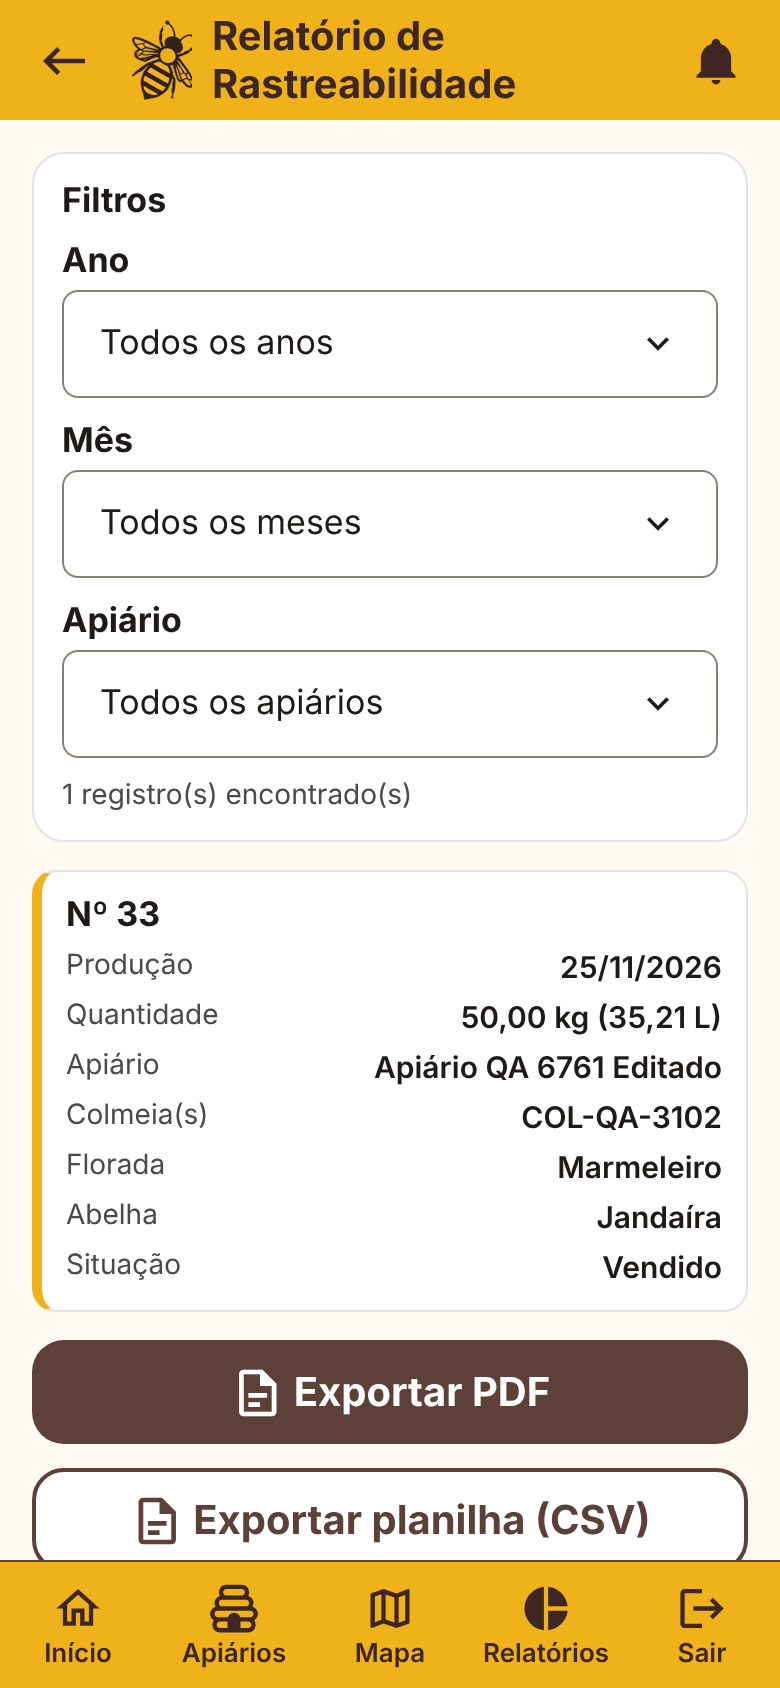 Relatório de
Rastreabilidade
Filtros
Ano
Todos os anos
Mês
Todos os meses
Apiário
Todos os apiários
1 registro(s) encontrado(s)
Nº 33
Produção 25/11/2026
Quantidade 50,00 kg (35,21 L)
Apiário Apiário QA 6761 Editado
Colmeia(s) COL-QA-3102
Florada Marmeleiro
Abelha Jandaíra
Situação Vendido
Exportar PDF
Exportar planilha (CSV)
Início Apiários Mapa Relatórios Sair